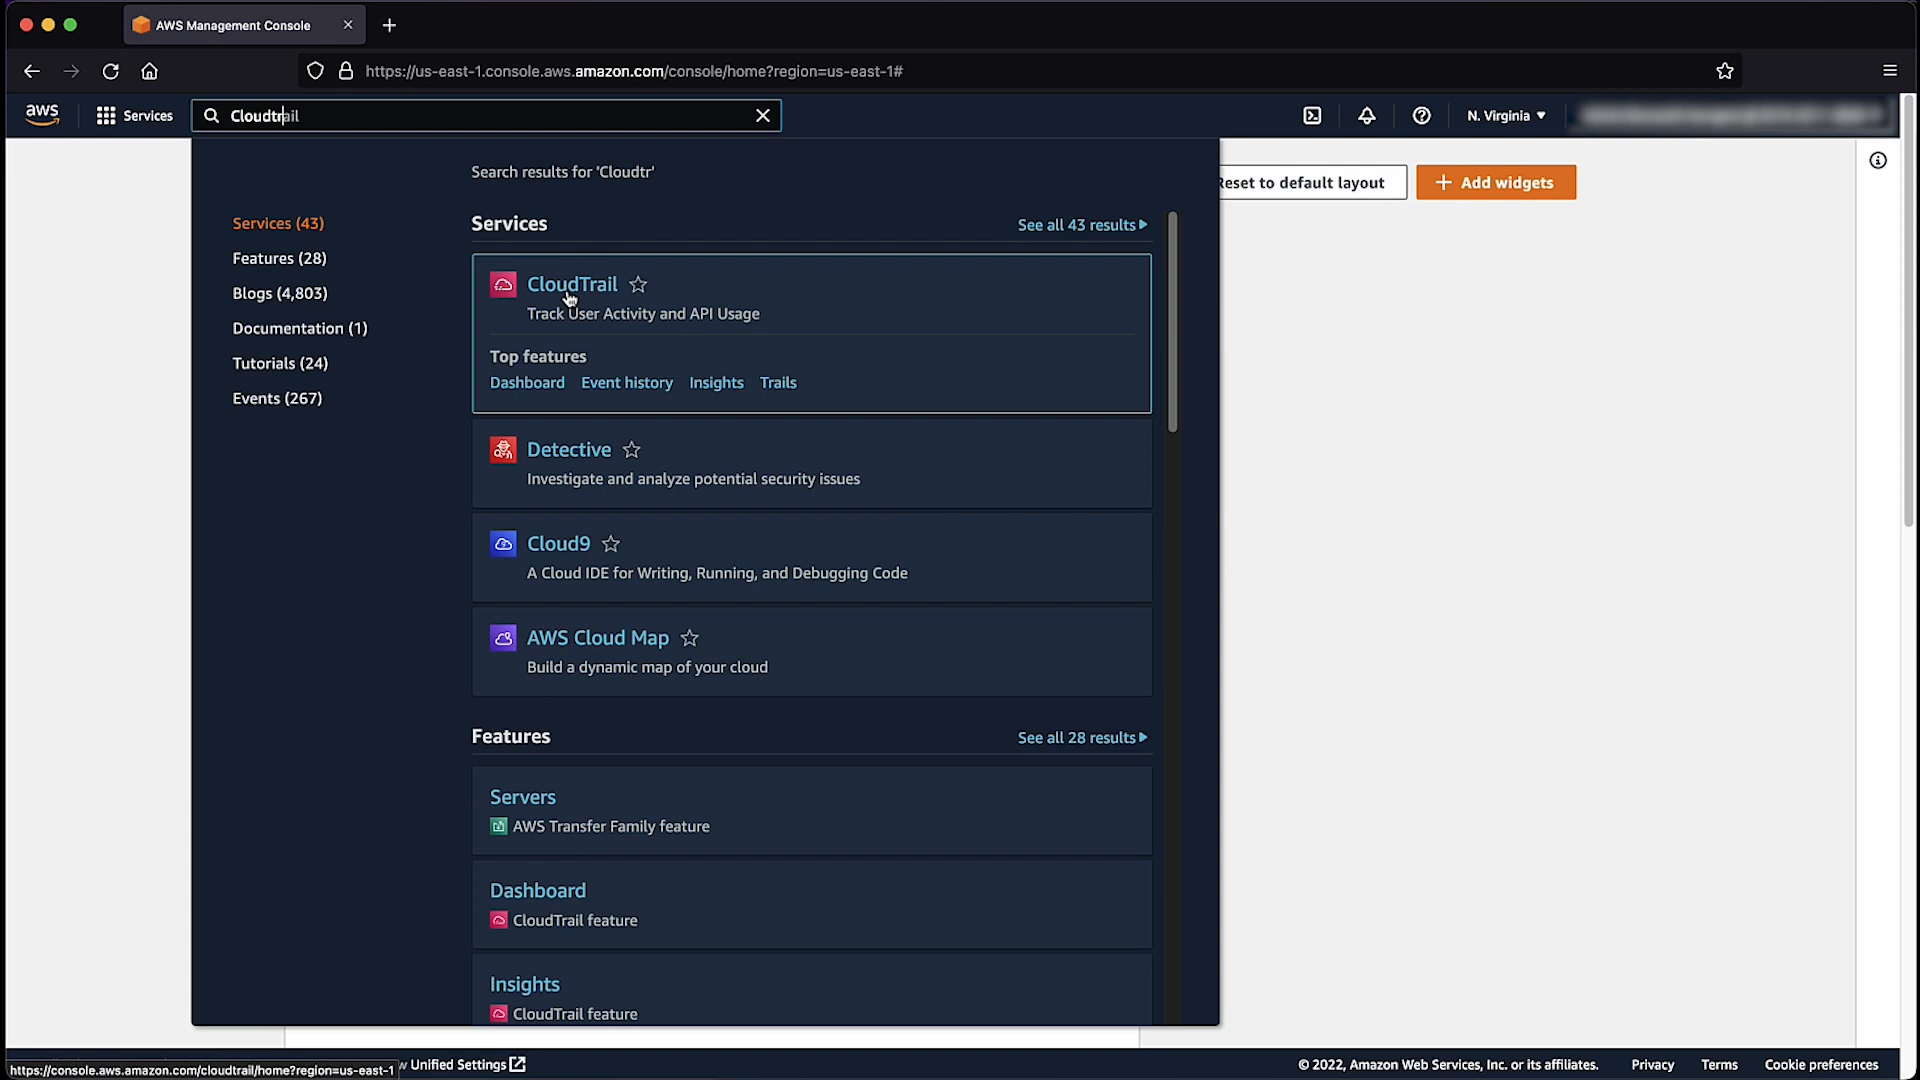 AWS Management Console
https://us-east-1.console.aws.amazon.com/console/home?region=us-east-1#
aws
Services
Cloudtrail
N. Virginia
Search results for 'Cloudtr'
Reset to default layout
Add widgets
Services (43)
Features (28)
Blogs (4,803)
Documentation (1)
Tutorials (24)
Events (267)
Services
See all 43 results
CloudTrail
Track User Activity and API Usage
Top features
Dashboard Event history Insights Trails
Detective
Investigate and analyze potential security issues
Cloud9
A Cloud IDE for Writing, Running, and Debugging Code
AWS Cloud Map
Build a dynamic map of your cloud
Features
See all 28 results
Servers
AWS Transfer Family feature
Dashboard
CloudTrail feature
Insights
CloudTrail feature
https://console.aws.amazon.com/cloudtrail/home?region=us-east-1
Unified Settings
© 2022, Amazon Web Services, Inc. or its affiliates.
Privacy
Terms
Cookie preferences